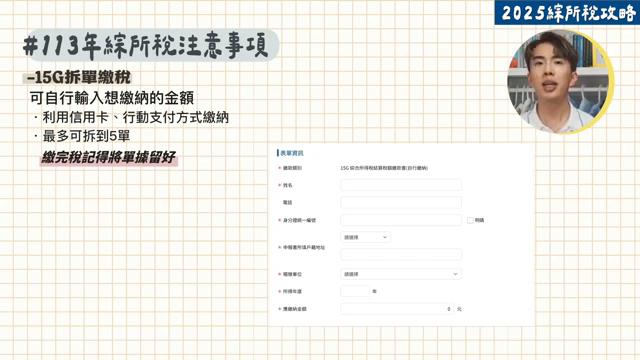 2025綜所稅攻略
#113年綜所稅注意事項
-15G拆單繳稅
可自行輸入想繳納的金額
·利用信用卡、行動支付方式繳納
·最多可拆到5單
繳完稅記得將單據留好
表單資訊
* 繳款類別 15G 綜合所得稅結算稅額繳款書(自行繳納)
* 姓名
電話
* 身分證統一編號 明碼
* 申報書所填戶籍地址 請選擇
* 稽徵單位 請選擇
* 所得年度 年
* 應繳納金額 元